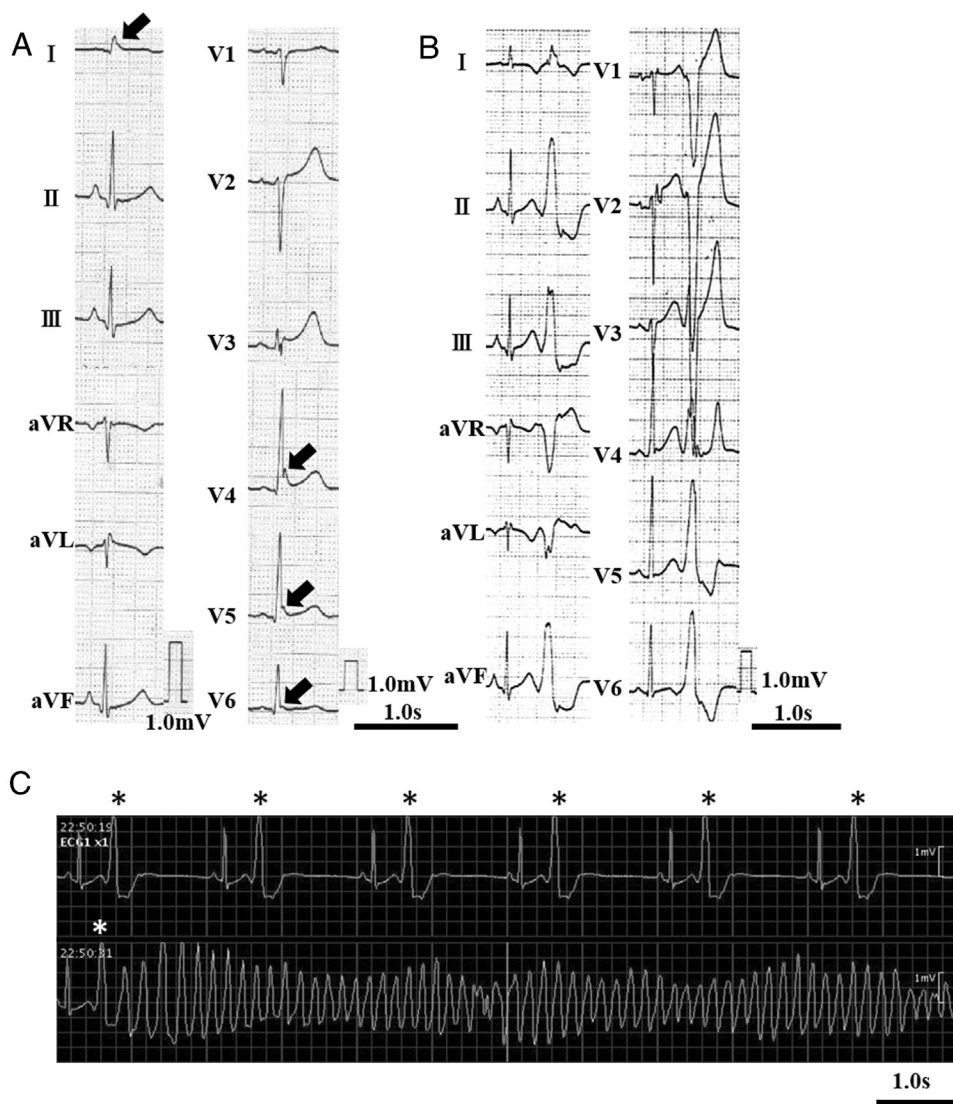 A
I
II
III
aVR
aVL
aVF
1.0mV
V1
V2
V3
V4
V5
V6
1.0mV
1.0s
B
I
II
III
aVR
aVL
aVF
V1
V2
V3
V4
V5
V6
1.0mV
1.0s
C
* * * * * *
22:50:19
ECG1 x1
1mV
*
22:50:31
1mV
1.0s